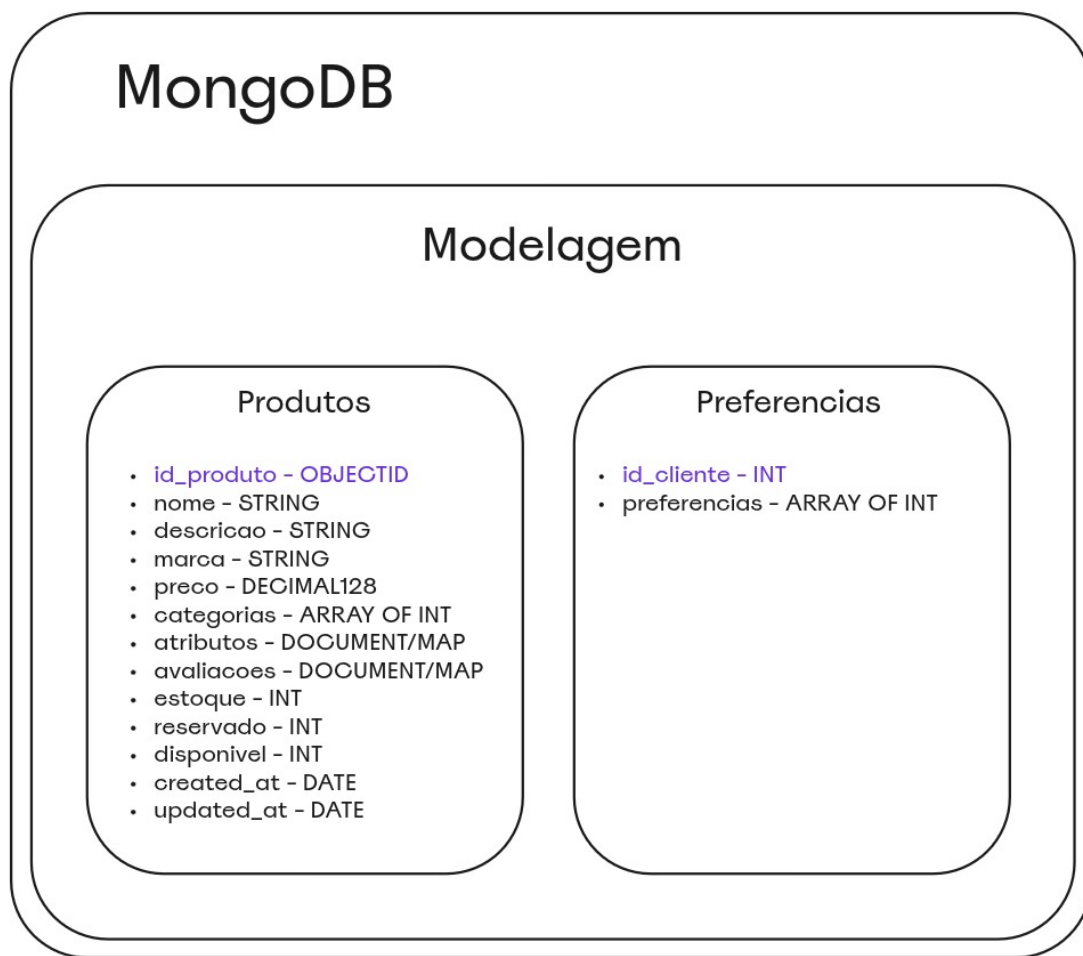 MongoDB
Modelagem
Produtos
• id_produto - OBJECTID
• nome - STRING
• descricao - STRING
• marca - STRING
• preco - DECIMAL128
• categorias - ARRAY OF INT
• atributos - DOCUMENT/MAP
• avaliacoes - DOCUMENT/MAP
• estoque - INT
• reservado - INT
• disponivel - INT
• created_at - DATE
• updated_at - DATE
Preferencias
• id_cliente - INT
• preferencias - ARRAY OF INT